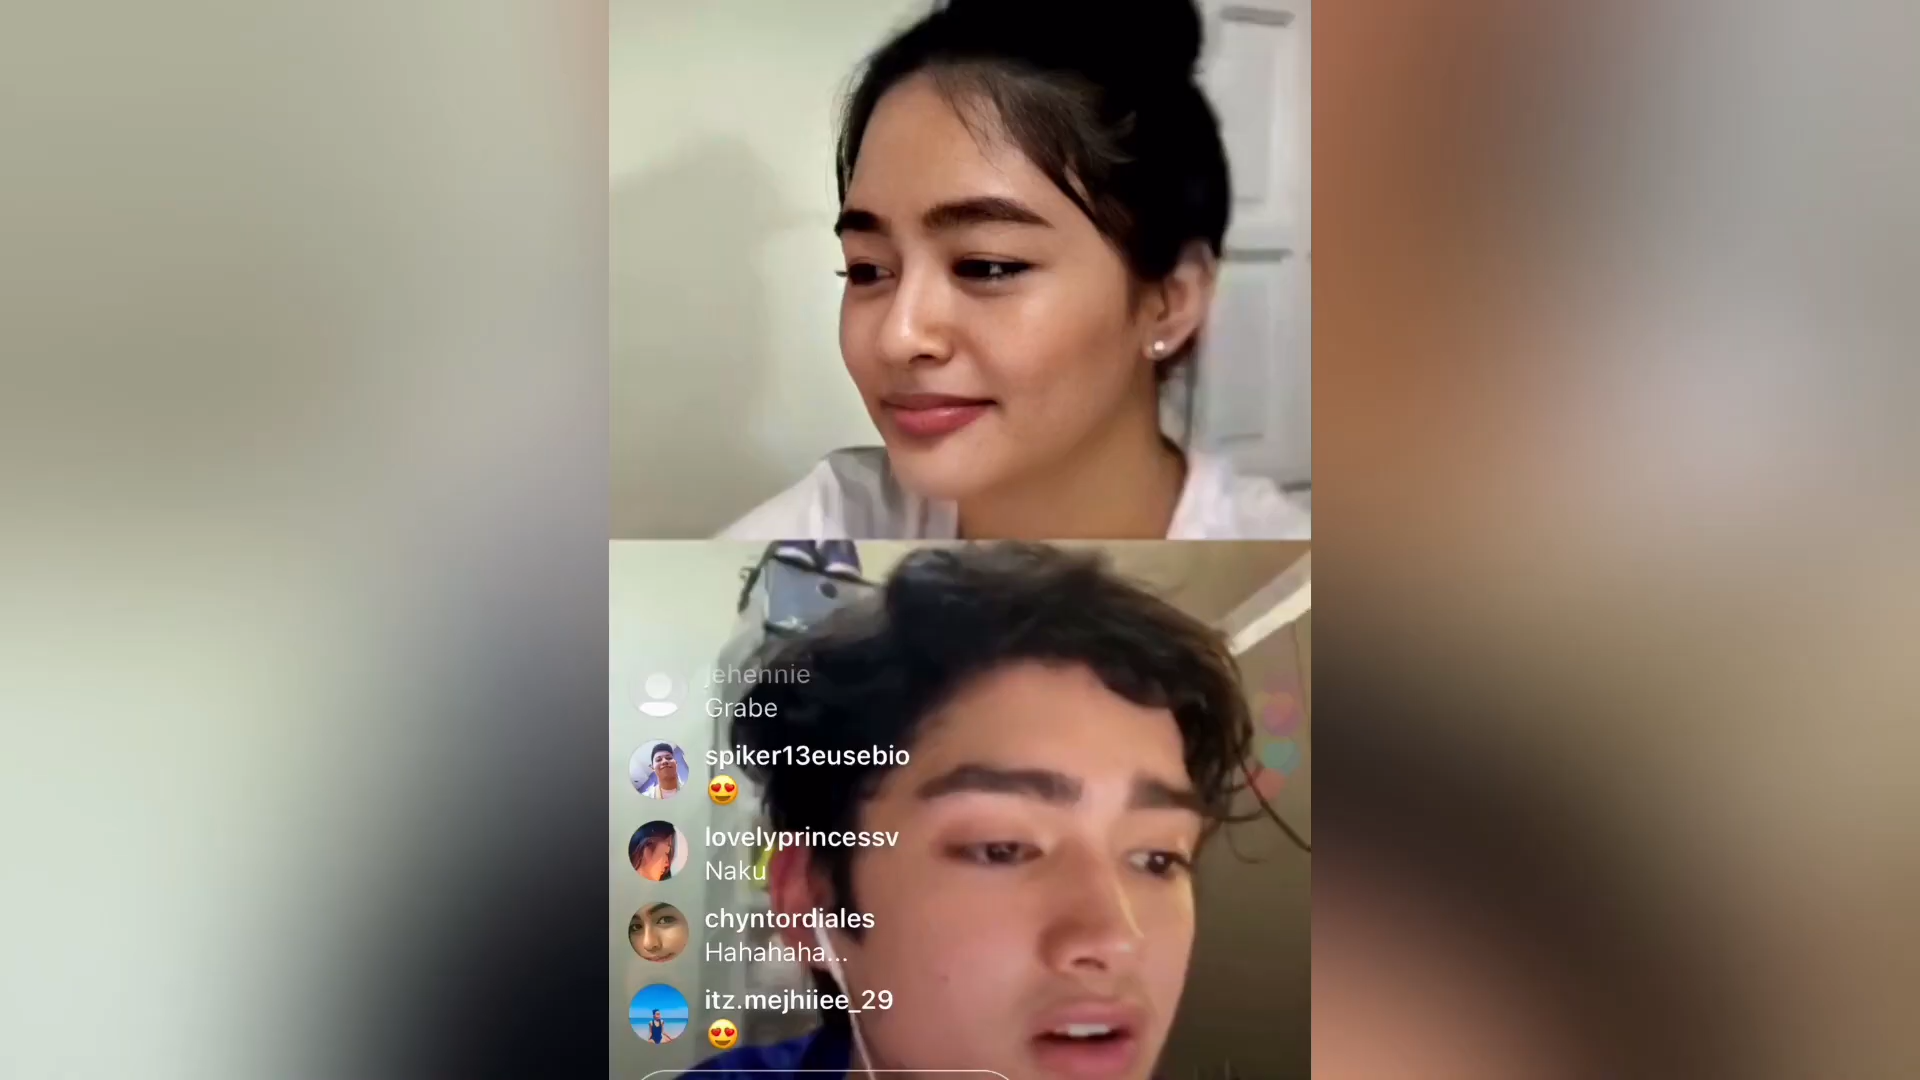 jehennie
Grabe
spiker13eusebio
😍
lovelyprincessv
Naku
chyntordiales
Hahahaha...
itz.mejhiiee_29
😍